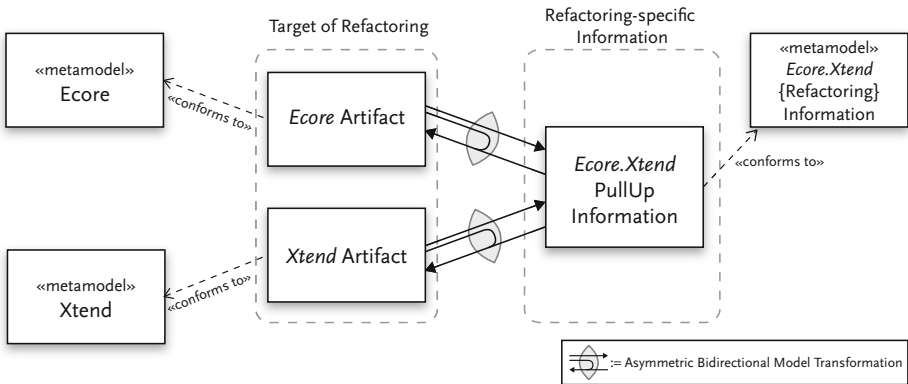 Target of Refactoring
Refactoring-specific
Information
«metamodel»
Ecore
«conforms to»
Ecore Artifact
«metamodel»
Ecore.Xtend
{Refactoring}
Information
«conforms to»
Ecore.Xtend
PullUp
Information
Xtend Artifact
«metamodel»
Xtend
«conforms to»
:= Asymmetric Bidirectional Model Transformation